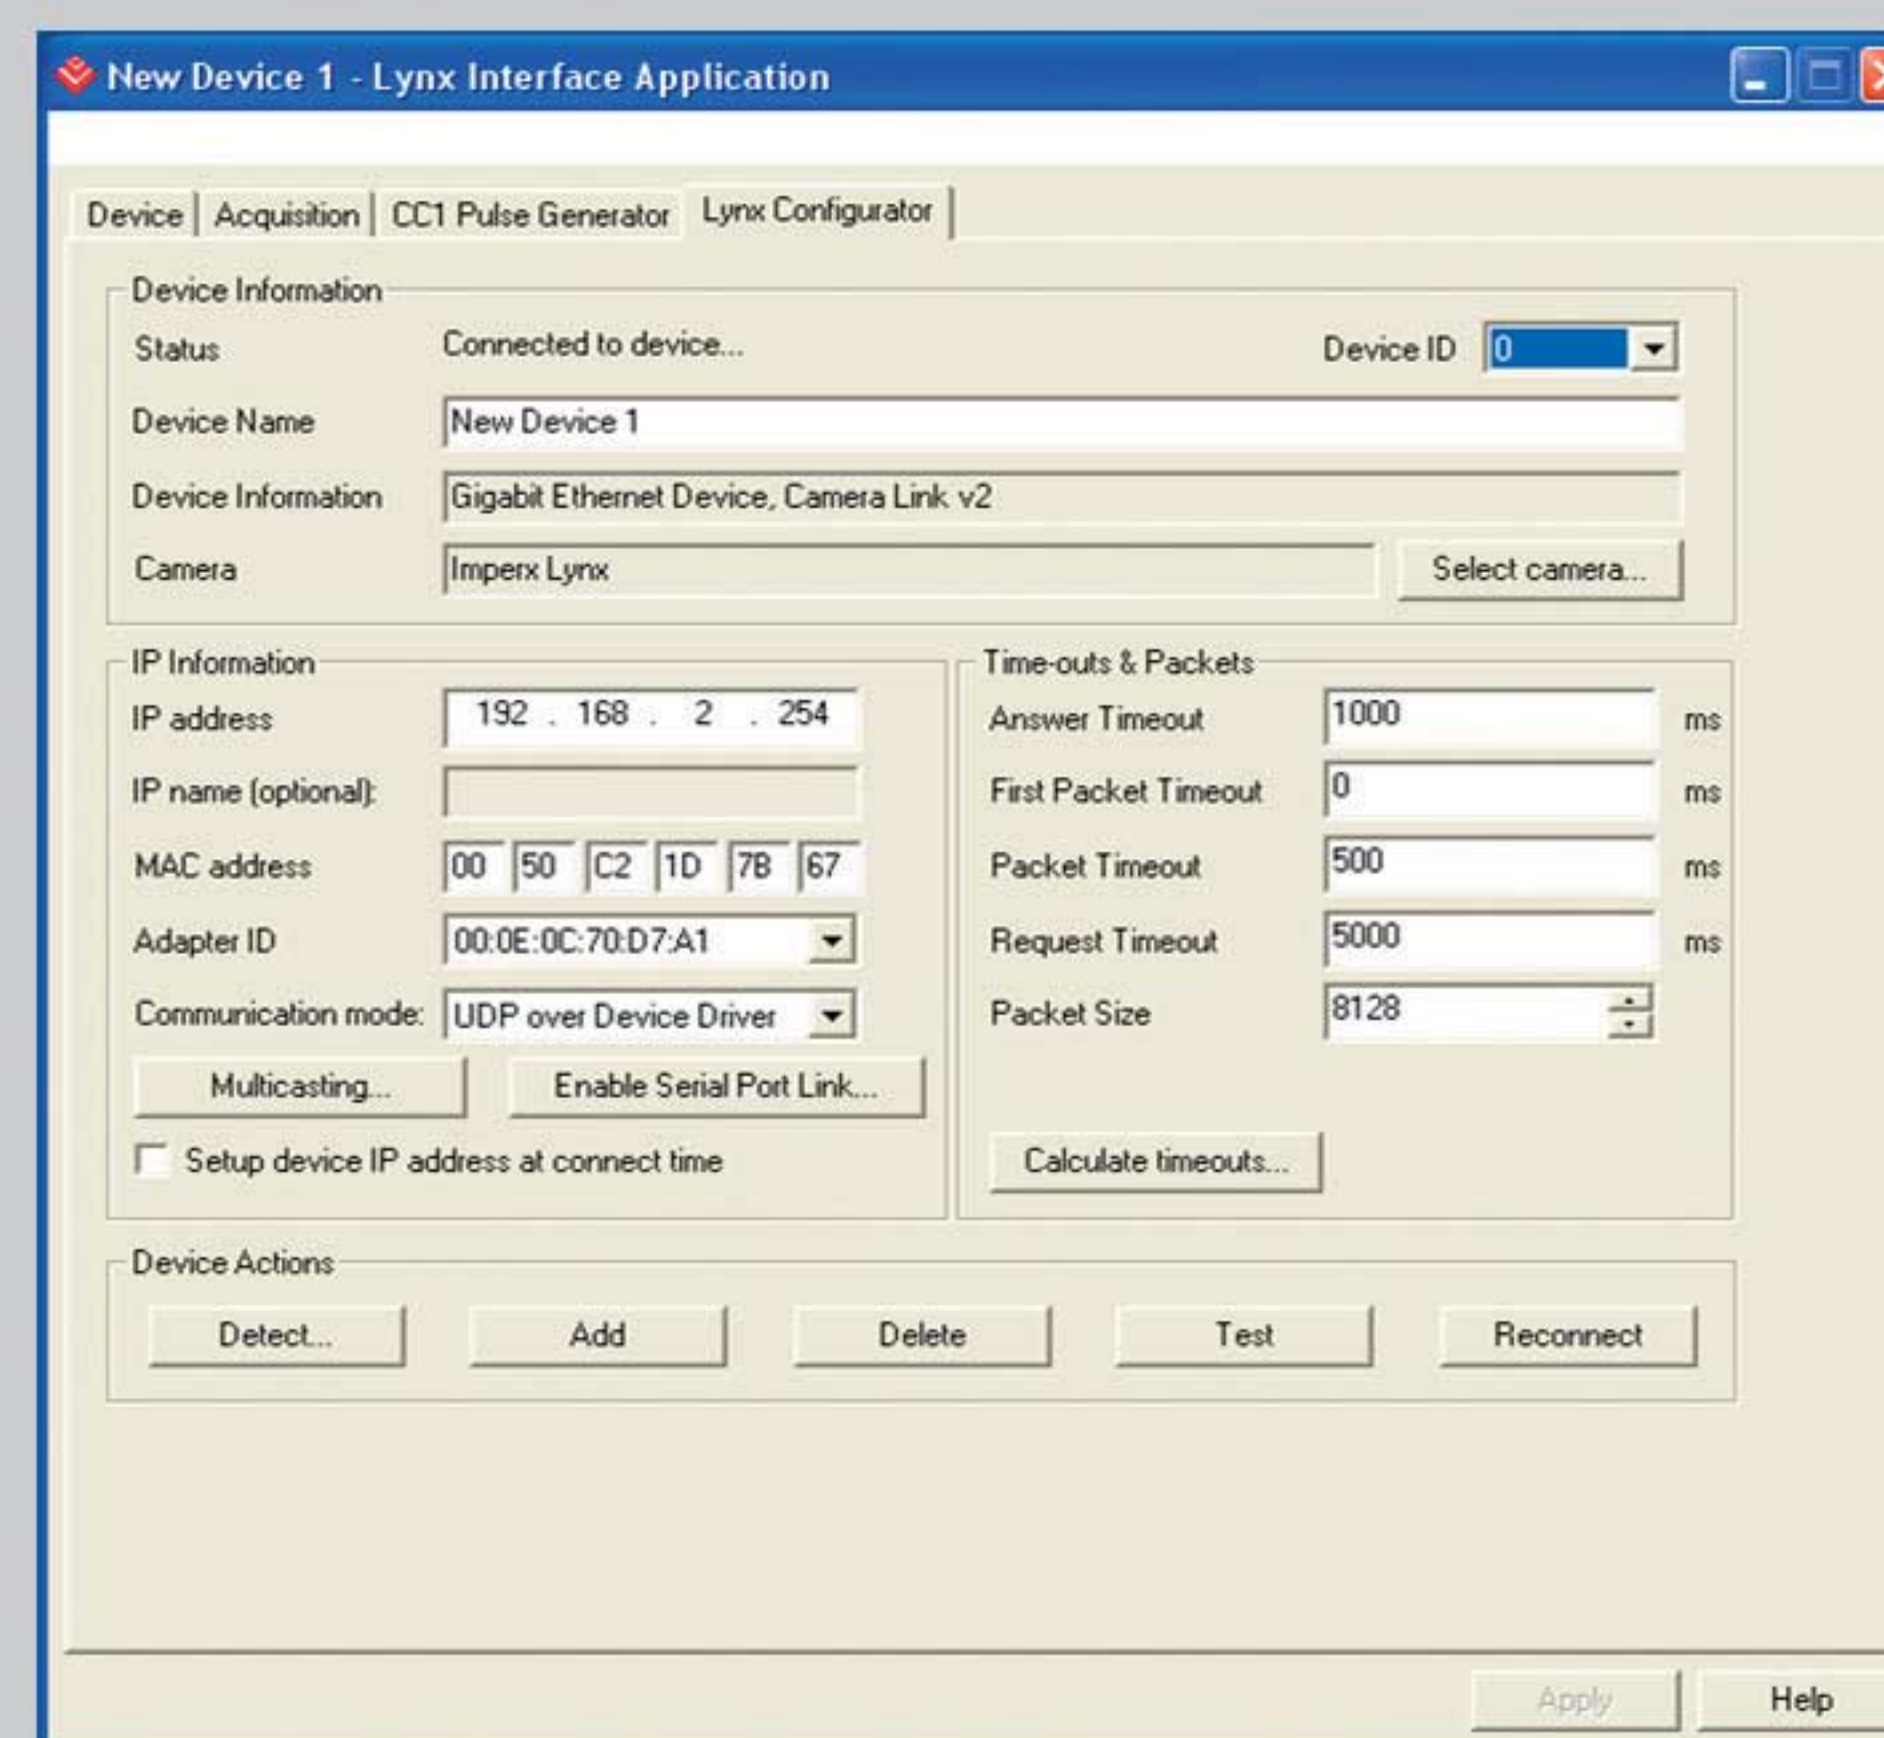 New Device 1 - Lynx Interface Application
Device Acquisition CC1 Pulse Generator Lynx Configurator
Device Information
Status Connected to device... Device ID 0
Device Name New Device 1
Device Information Gigabit Ethernet Device, Camera Link v2
Camera Imperx Lynx Select camera...
IP Information
IP address 192 . 168 . 2 . 254
IP name (optional):
MAC address 00 50 C2 1D 7B 67
Adapter ID 00:0E:0C:70:D7:A1
Communication mode: UDP over Device Driver
Multicasting... Enable Serial Port Link...
Setup device IP address at connect time
Time-outs & Packets
Answer Timeout 1000 ms
First Packet Timeout 0 ms
Packet Timeout 500 ms
Request Timeout 5000 ms
Packet Size 8128
Calculate timeouts...
Device Actions
Detect... Add Delete Test Reconnect
Apply Help